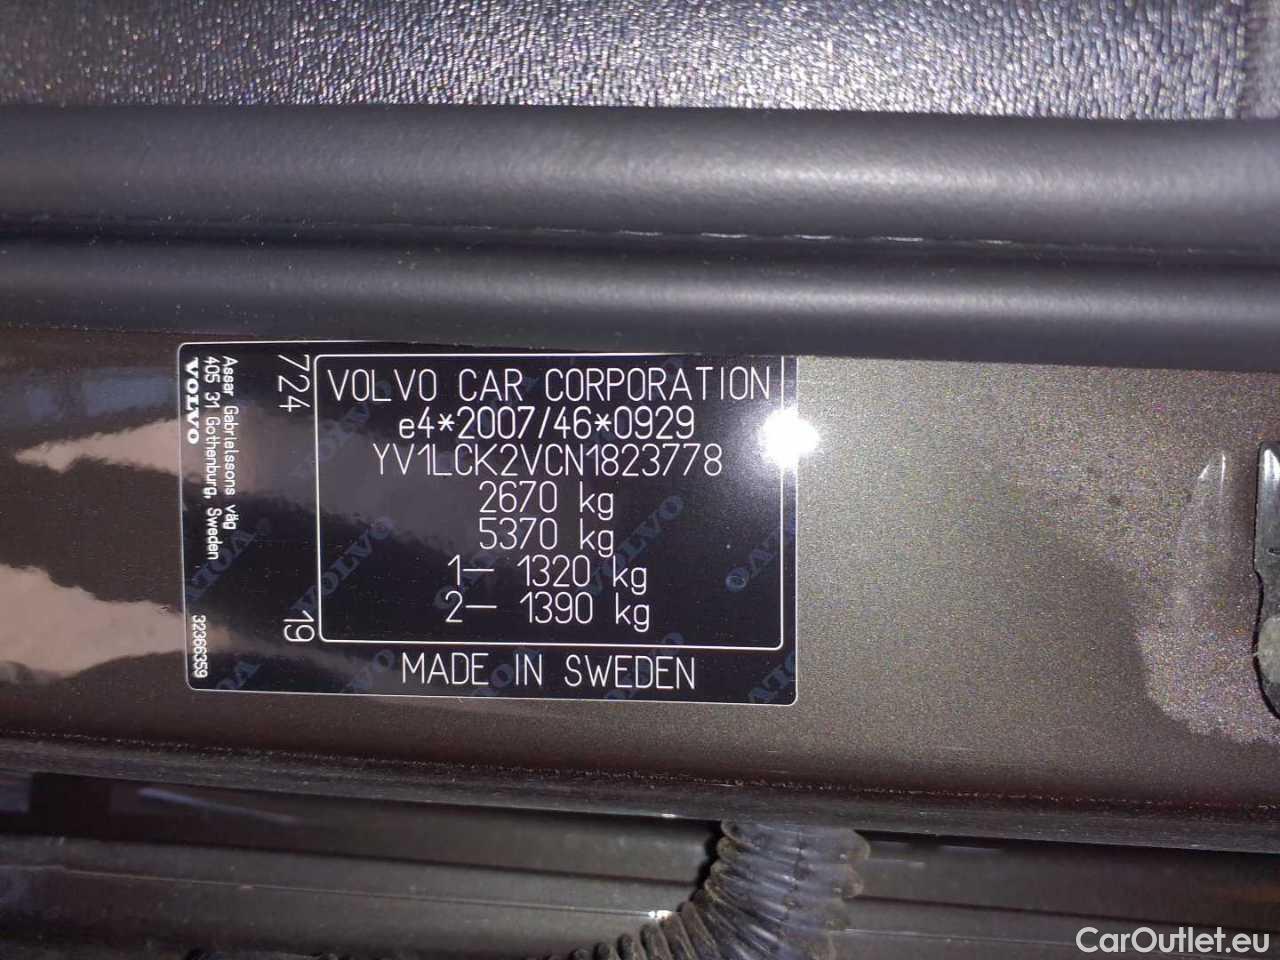 VOLVO CAR CORPORATION
e4*2007/46*0929
YV1LCK2VCN1823778
2670 kg
5370 kg
1— 1320 kg
2— 1390 kg
MADE IN SWEDEN
724
19
Assar Gabrielssons väg
405 31 Gothenburg, Sweden
VOLVO
32366359
CarOutlet.eu